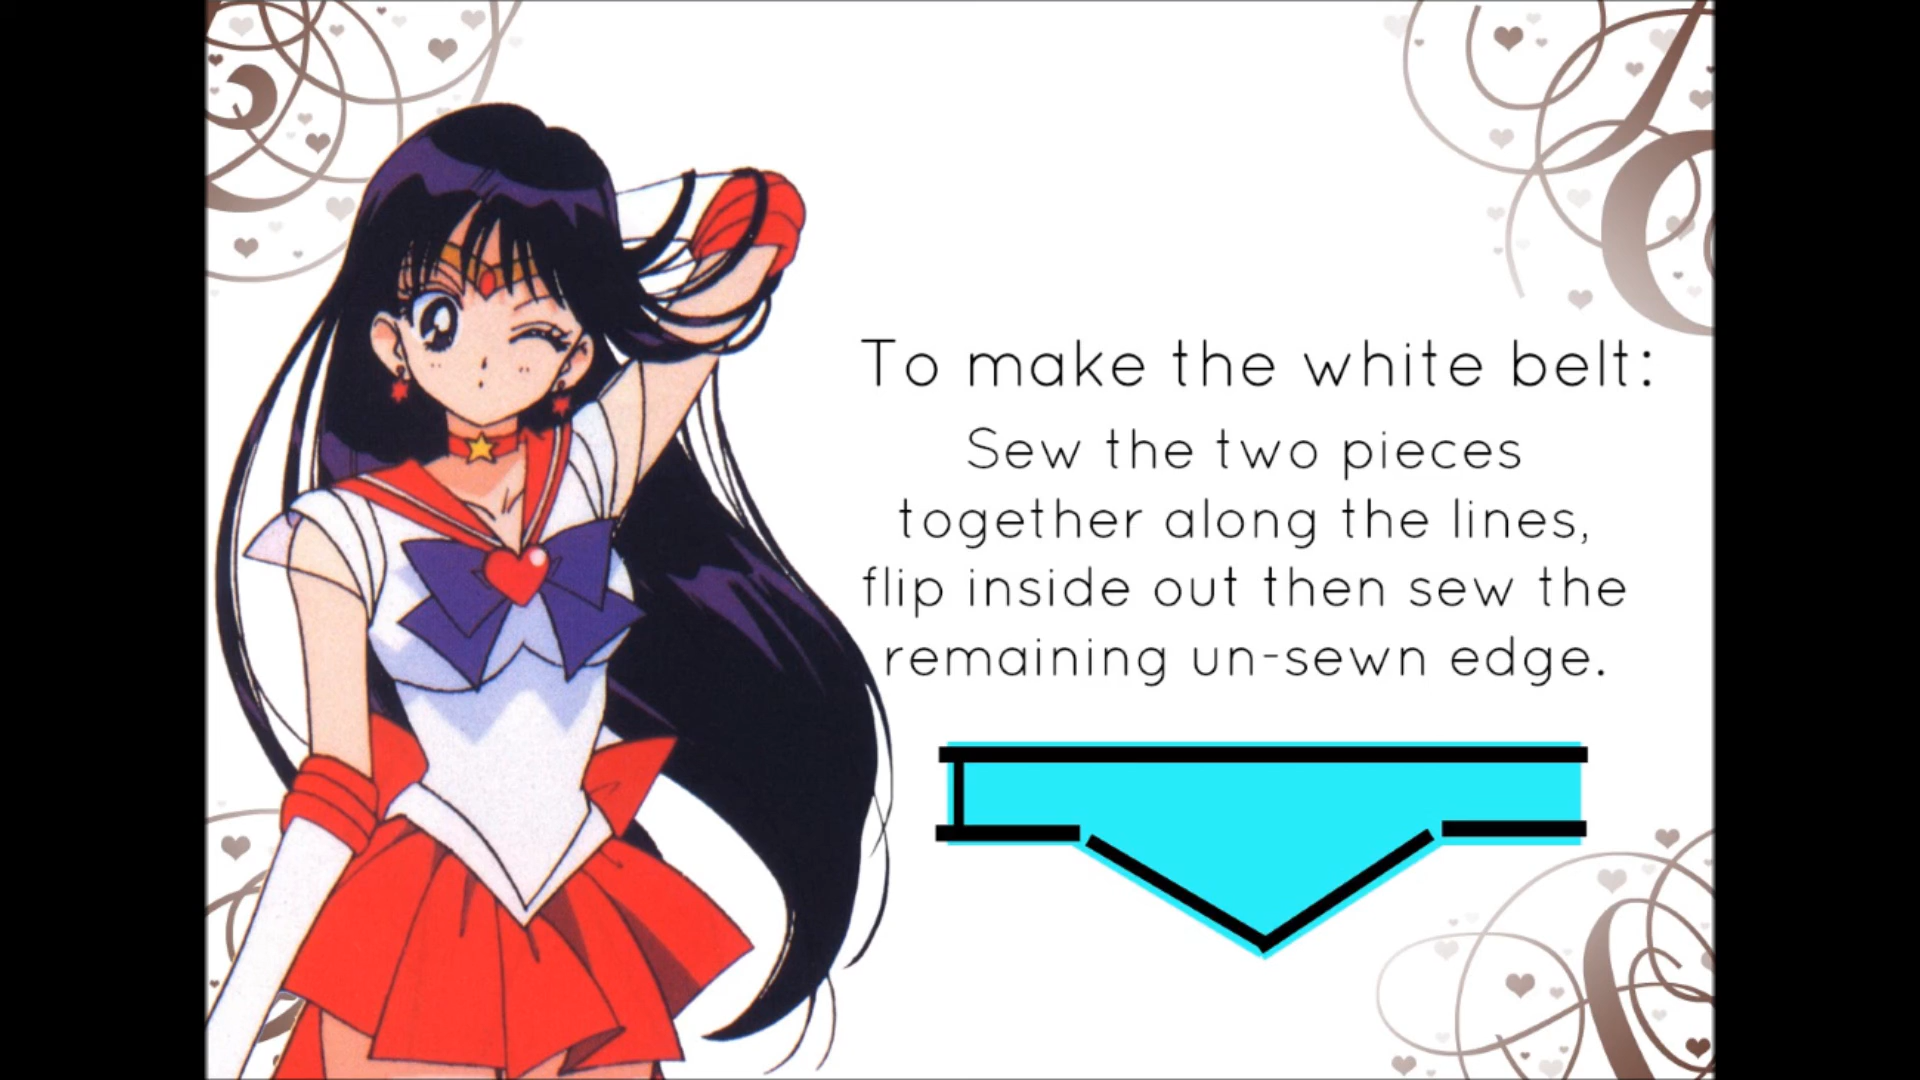 To make the white belt:
Sew the two pieces
together along the lines,
flip inside out then sew the
remaining un-sewn edge.